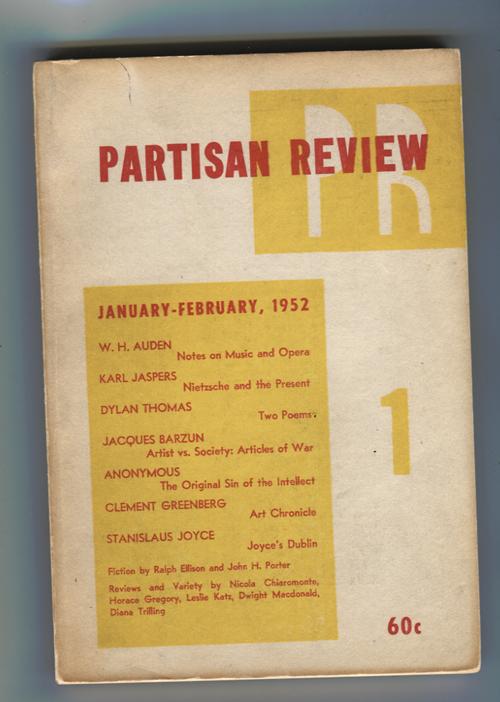 PR
PARTISAN REVIEW
JANUARY-FEBRUARY, 1952
W. H. AUDEN
Notes on Music and Opera
KARL JASPERS
Nietzsche and the Present
DYLAN THOMAS
Two Poems
JACQUES BARZUN
Artist vs. Society: Articles of War
ANONYMOUS
The Original Sin of the Intellect
CLEMENT GREENBERG
Art Chronicle
STANISLAUS JOYCE
Joyce's Dublin
Fiction by Ralph Ellison and John H. Porter
Reviews and Variety by Nicola Chiaromonte,
Horace Gregory, Leslie Katz, Dwight Macdonald,
Diana Trilling
1
60c